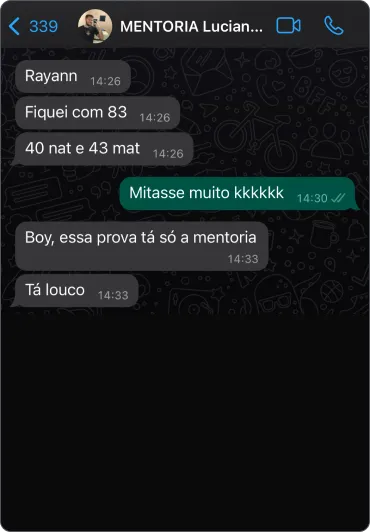 339
MENTORIA Lucian...
Rayann 14:26
Fiquei com 83 14:26
40 nat e 43 mat 14:26
Mitasse muito kkkkkk 14:30
Boy, essa prova tá só a mentoria
14:33
Tá louco 14:33